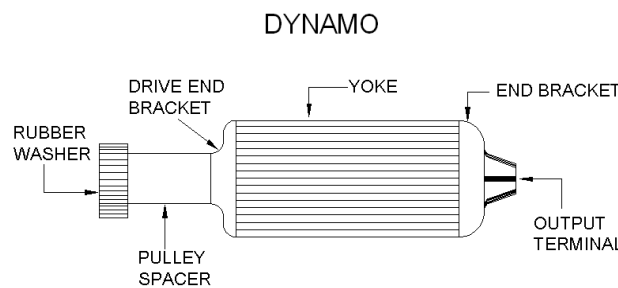 DYNAMO
DRIVE END
BRACKET
YOKE
END BRACKET
RUBBER
WASHER
PULLEY
SPACER
OUTPUT
TERMINAL